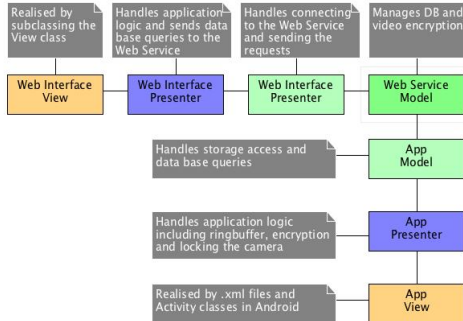 Realised by
subclassing the
View class
Handles application
logic and sends data
base queries to the
Web Service
Handles connecting
to the Web Service
and sending the
requests
Manages DB and
video encryption
Web Interface
View
Web Interface
Presenter
Web Interface
Presenter
Web Service
Model
Handles storage access and
data base queries
App
Model
Handles application logic
including ringbuffer, encryption
and locking the camera
App
Presenter
Realised by .xml files and
Activity classes in Android
App
View